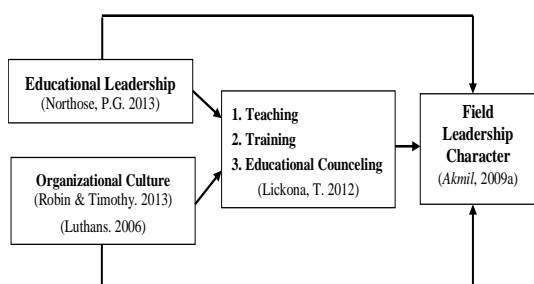 Educational Leadership
(Northose, P.G. 2013)
Organizational Culture
(Robin & Timothy. 2013)
(Luthans. 2006)
1. Teaching
2. Training
3. Educational Counceling
(Lickona, T. 2012)
Field
Leadership
Character
(Akmil, 2009a)